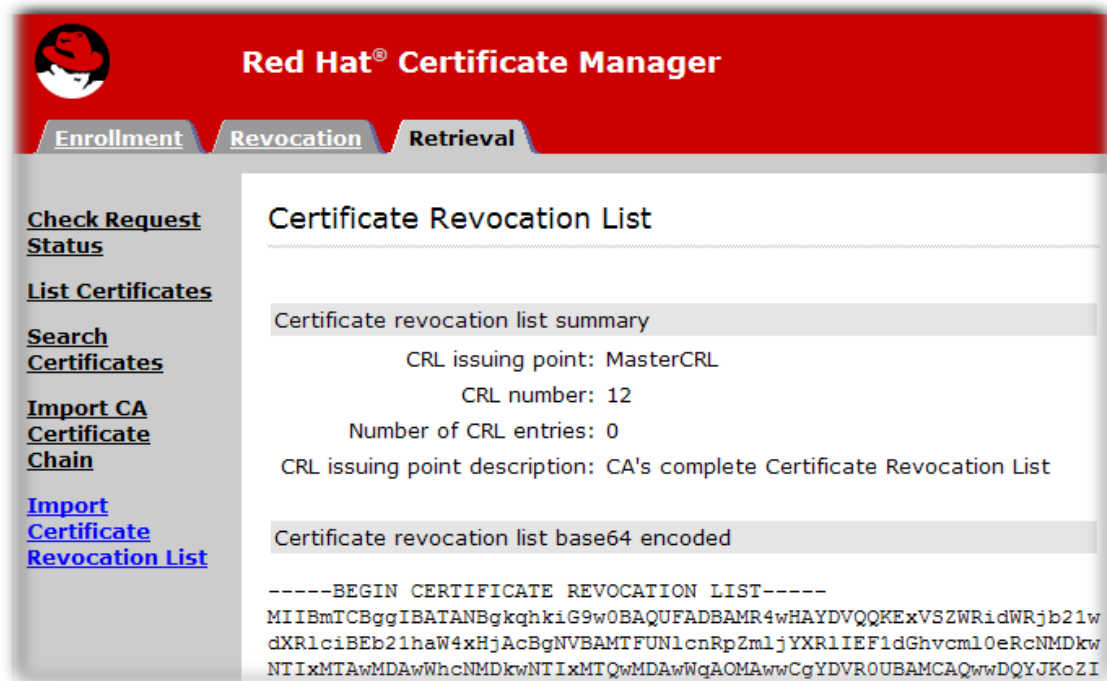 Red Hat® Certificate Manager
Enrollment Revocation Retrieval
Check Request
Status
List Certificates
Search
Certificates
Import CA
Certificate
Chain
Import
Certificate
Revocation List
Certificate Revocation List
Certificate revocation list summary
CRL issuing point: MasterCRL
CRL number: 12
Number of CRL entries: 0
CRL issuing point description: CA's complete Certificate Revocation List
Certificate revocation list base64 encoded
-----BEGIN CERTIFICATE REVOCATION LIST-----
MIIBmTCBggIBATANBgkqhkiG9w0BAQUFADBAMR4wHAYDVQQKExVSZWRidWRjb21w
dXRlciBEb21haW4xHjAcBgNVBAMTFUNlcnRpZmljYXRlIEF1dGhvcml0eRcNMDkw
NTIxMTAwMDAwWhcNMDkwNTIxMTQwMDAwWqAOMAwwCgYDVR0UBAMCAQwwDQYJKoZI